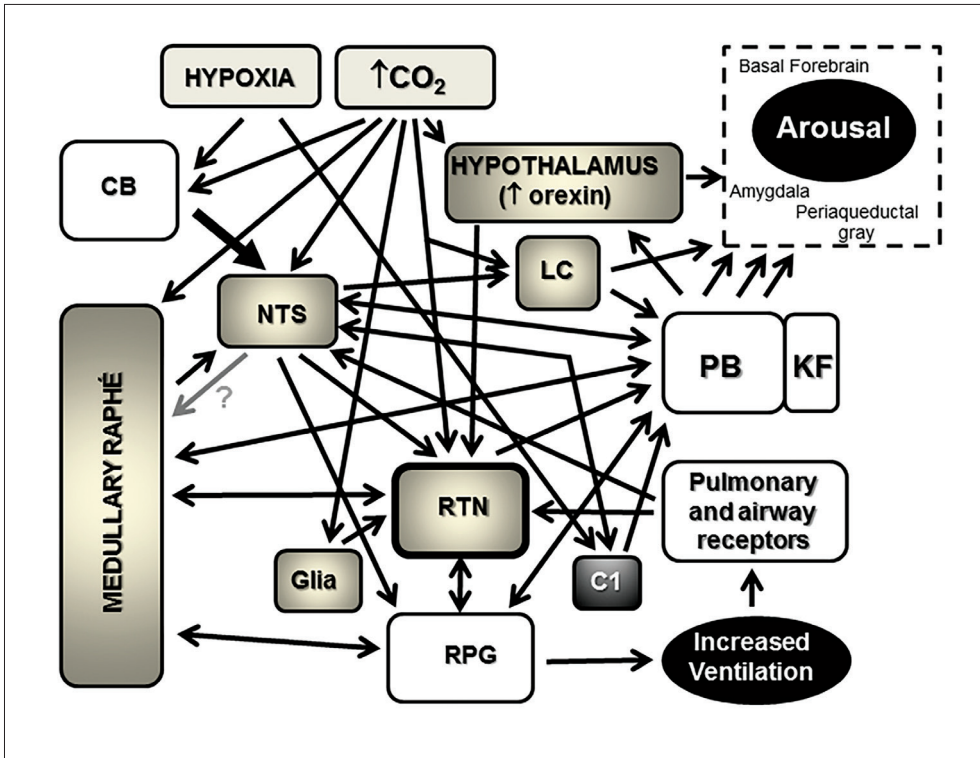 HYPOXIA
↑CO₂
Basal Forebrain
Arousal
CB
HYPOTHALAMUS
(↑ orexin)
Amygdala
Periaqueductal
gray
LC
NTS
?
PB
KF
MEDULLARY RAPHÉ
RTN
Pulmonary
and airway
receptors
Glia
C1
RPG
Increased
Ventilation